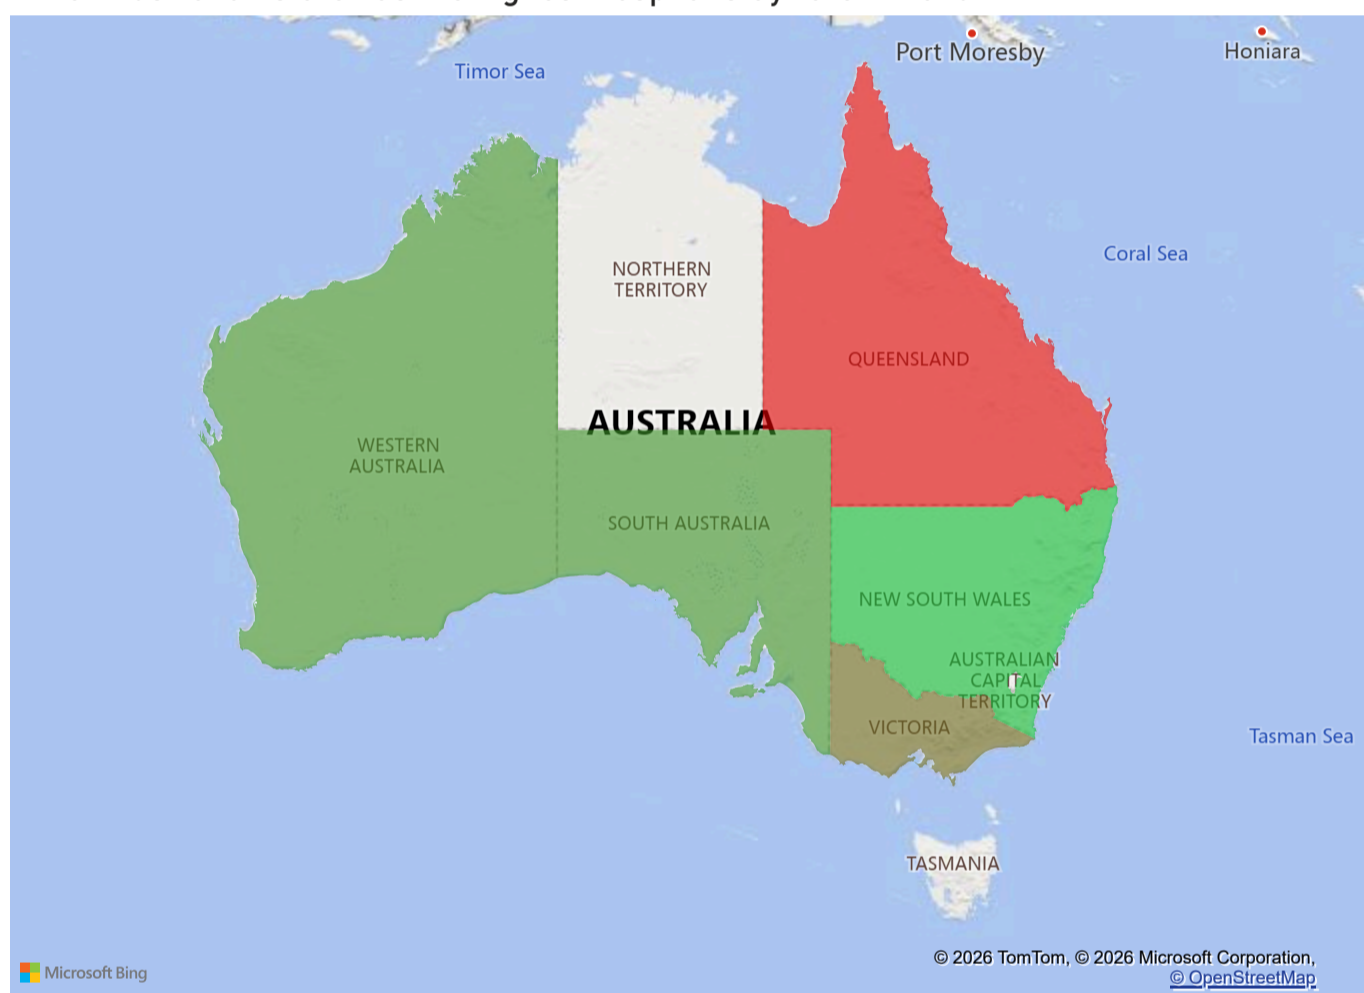 Port Moresby
Honiara
Timor Sea
Coral Sea
NORTHERN
TERRITORY
QUEENSLAND
AUSTRALIA
WESTERN
AUSTRALIA
SOUTH AUSTRALIA
NEW SOUTH WALES
AUSTRALIAN
CAPITAL
TERRITORY
VICTORIA
Tasman Sea
TASMANIA
© 2026 TomTom, © 2026 Microsoft Corporation,
© OpenStreetMap
Microsoft Bing